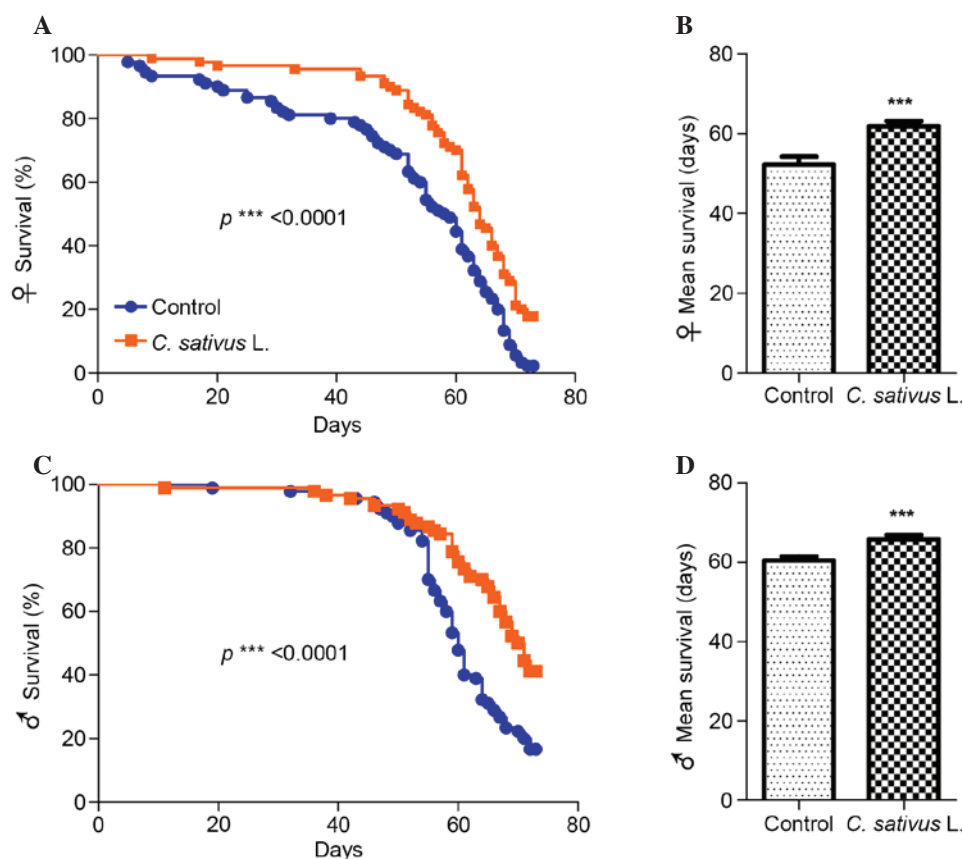 A
♀ Survival (%)
100
80
60
40
20
0
p *** <0.0001
Control
C. sativus L.
0 20 40 60 80
Days
B
♀ Mean survival (days)
80
60
40
20
0
***
Control C. sativus L.
C
♂ Survival (%)
100
80
60
40
20
0
p *** <0.0001
0 20 40 60 80
Days
D
♂ Mean survival (days)
80
60
40
20
0
***
Control C. sativus L.